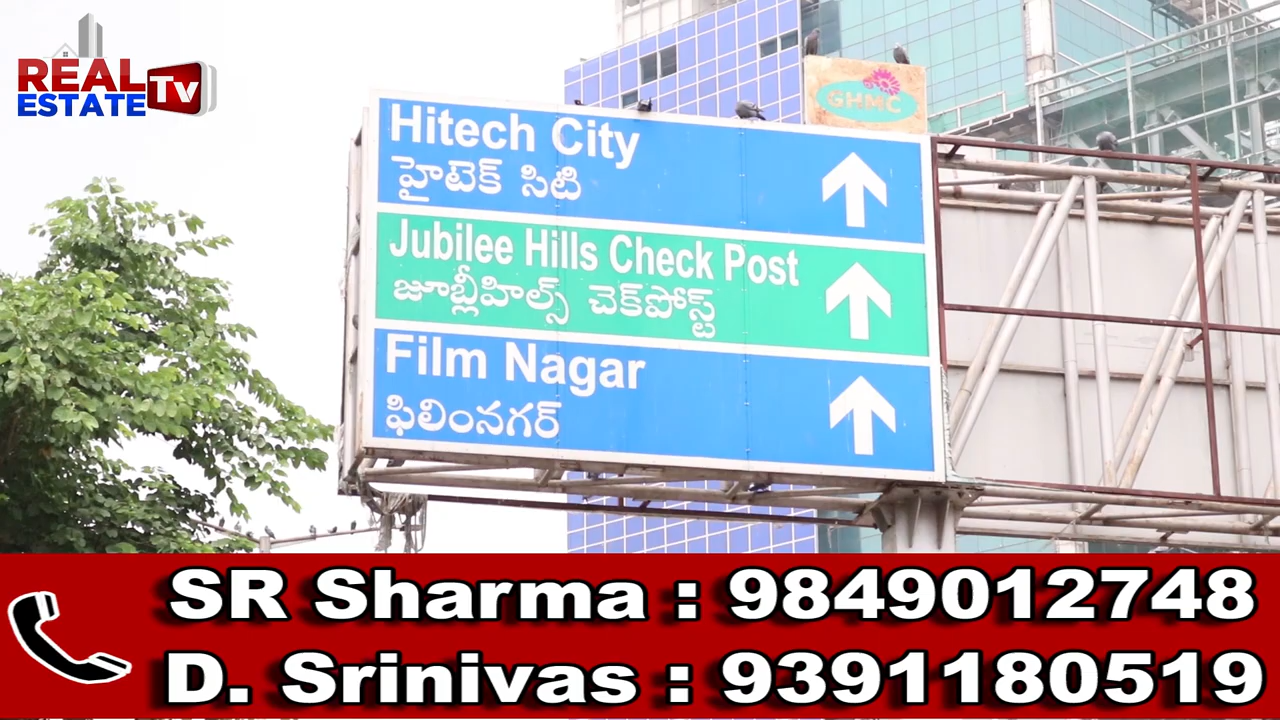 REAL
ESTATE TV
GHMC
Hitech City
హైటెక్ సిటి
Jubilee Hills Check Post
జూబ్లీహిల్స్ చెక్‌పోస్ట్
Film Nagar
ఫిలింనగర్
SR Sharma : 9849012748
D. Srinivas : 9391180519